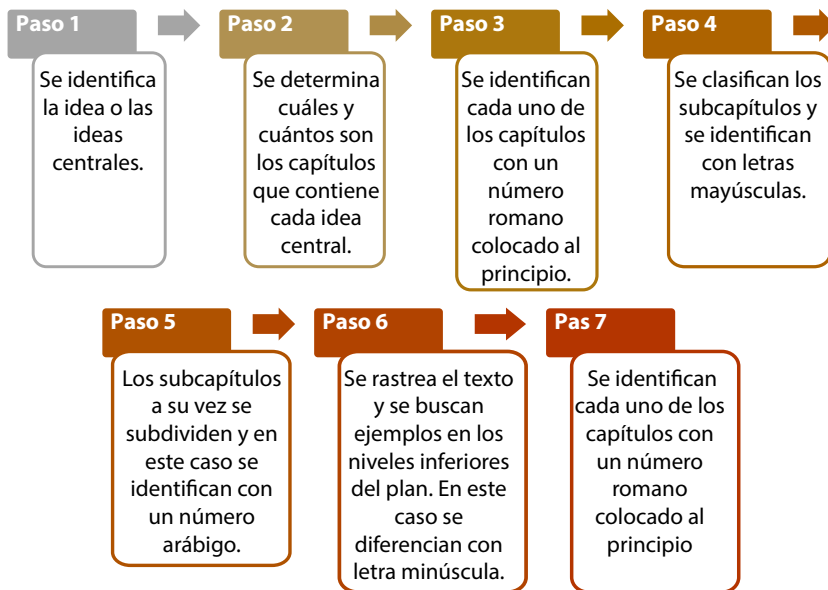 Paso 1
Se identifica
la idea o las
ideas
centrales.
Paso 2
Se determina
cuáles y
cuántos son
los capítulos
que contiene
cada idea
central.
Paso 3
Se identifican
cada uno de
los capítulos
con un
número
romano
colocado al
principio.
Paso 4
Se clasifican los
subcapítulos y
se identifican
con letras
mayúsculas.
Paso 5
Los subcapítulos
a su vez se
subdividen y en
este caso se
identifican con
un número
arábigo.
Paso 6
Se rastrea el texto
y se buscan
ejemplos en los
niveles inferiores
del plan. En este
caso se
diferencian con
letra minúscula.
Pas 7
Se identifican
cada uno de los
capítulos con
un número
romano
colocado al
principio